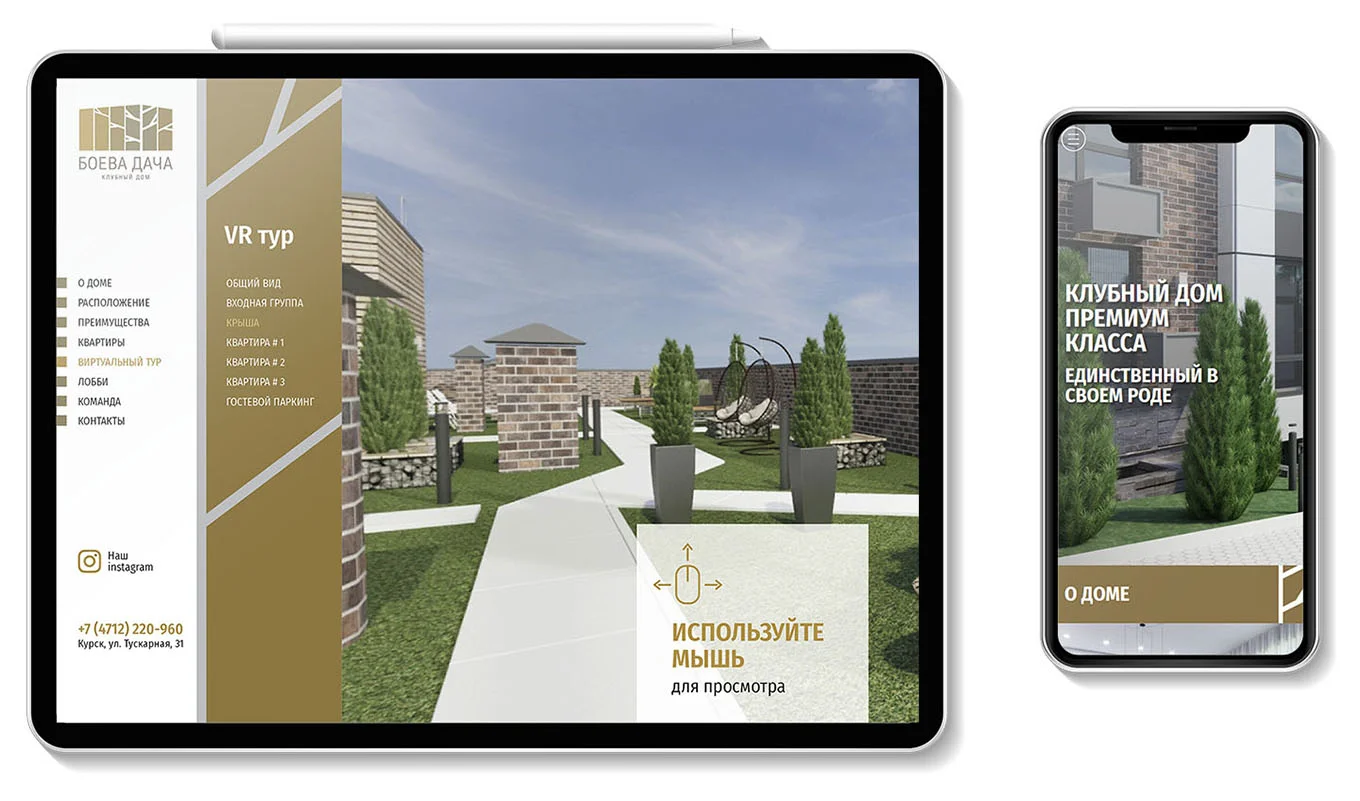 БОЕВА ДАЧА
КЛУБНЫЙ ДОМ
О ДОМЕ
РАСПОЛОЖЕНИЕ
ПРЕИМУЩЕСТВА
КВАРТИРЫ
ВИРТУАЛЬНЫЙ ТУР
ЛОББИ
КОМАНДА
КОНТАКТЫ
Наш
instagram
+7 (4712) 220-960
Курск, ул. Тускарная, 31
VR тур
ОБЩИЙ ВИД
ВХОДНАЯ ГРУППА
КРЫША
КВАРТИРА # 1
КВАРТИРА # 2
КВАРТИРА # 3
ГОСТЕВОЙ ПАРКИНГ
ИСПОЛЬЗУЙТЕ
МЫШЬ
для просмотра
КЛУБНЫЙ ДОМ
ПРЕМИУМ
КЛАССА
ЕДИНСТВЕННЫЙ В
СВОЕМ РОДЕ
О ДОМЕ